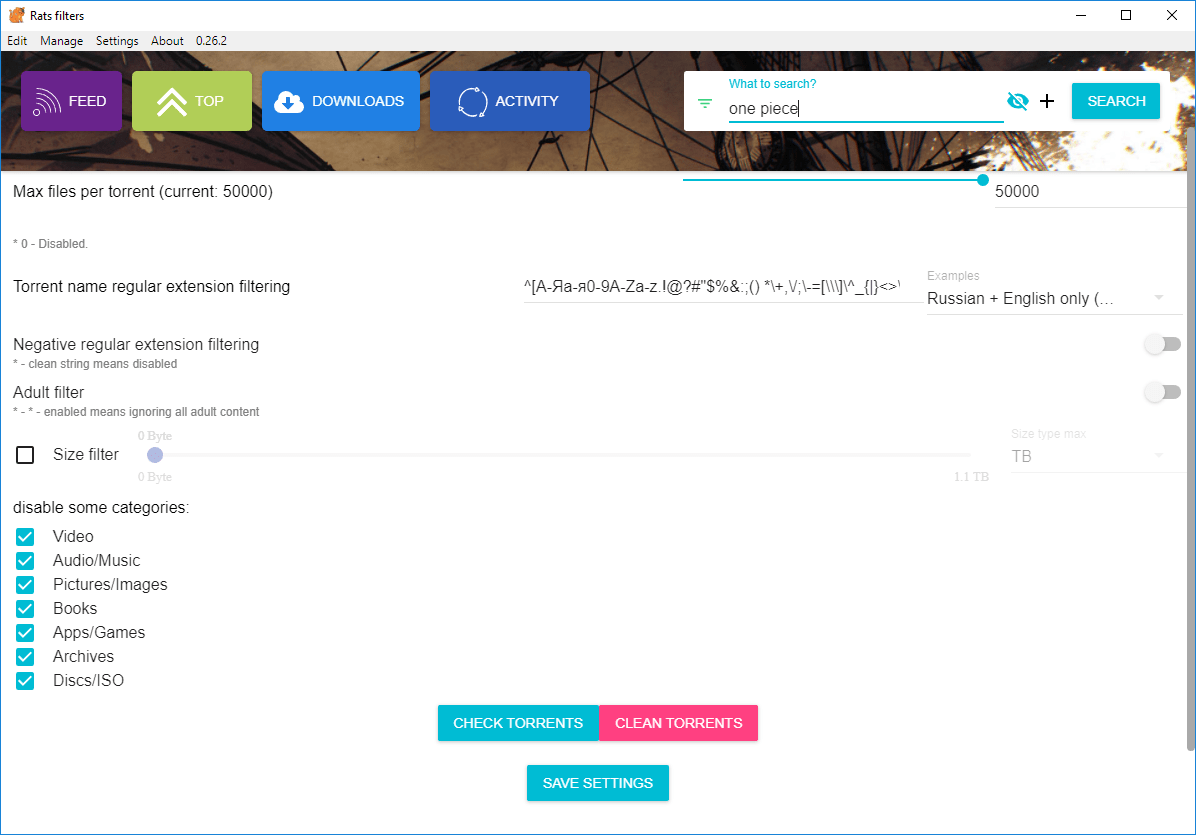 Rats filters
Edit Manage Settings About 0.26.2
FEED TOP DOWNLOADS ACTIVITY
What to search?
one piece
SEARCH
Max files per torrent (current: 50000) 50000
* 0 - Disabled.
Torrent name regular extension filtering ^[А-Яа-я0-9A-Za-z.!@?#"$%&:;() *\+,\/;\-=[\\\]\^_{|}<>\
Examples
Russian + English only (…
Negative regular extension filtering
* - clean string means disabled
Adult filter
* - * - enabled means ignoring all adult content
0 Byte
Size filter
0 Byte 1.1 TB
Size type max
TB
disable some categories:
Video
Audio/Music
Pictures/Images
Books
Apps/Games
Archives
Discs/ISO
CHECK TORRENTS CLEAN TORRENTS
SAVE SETTINGS